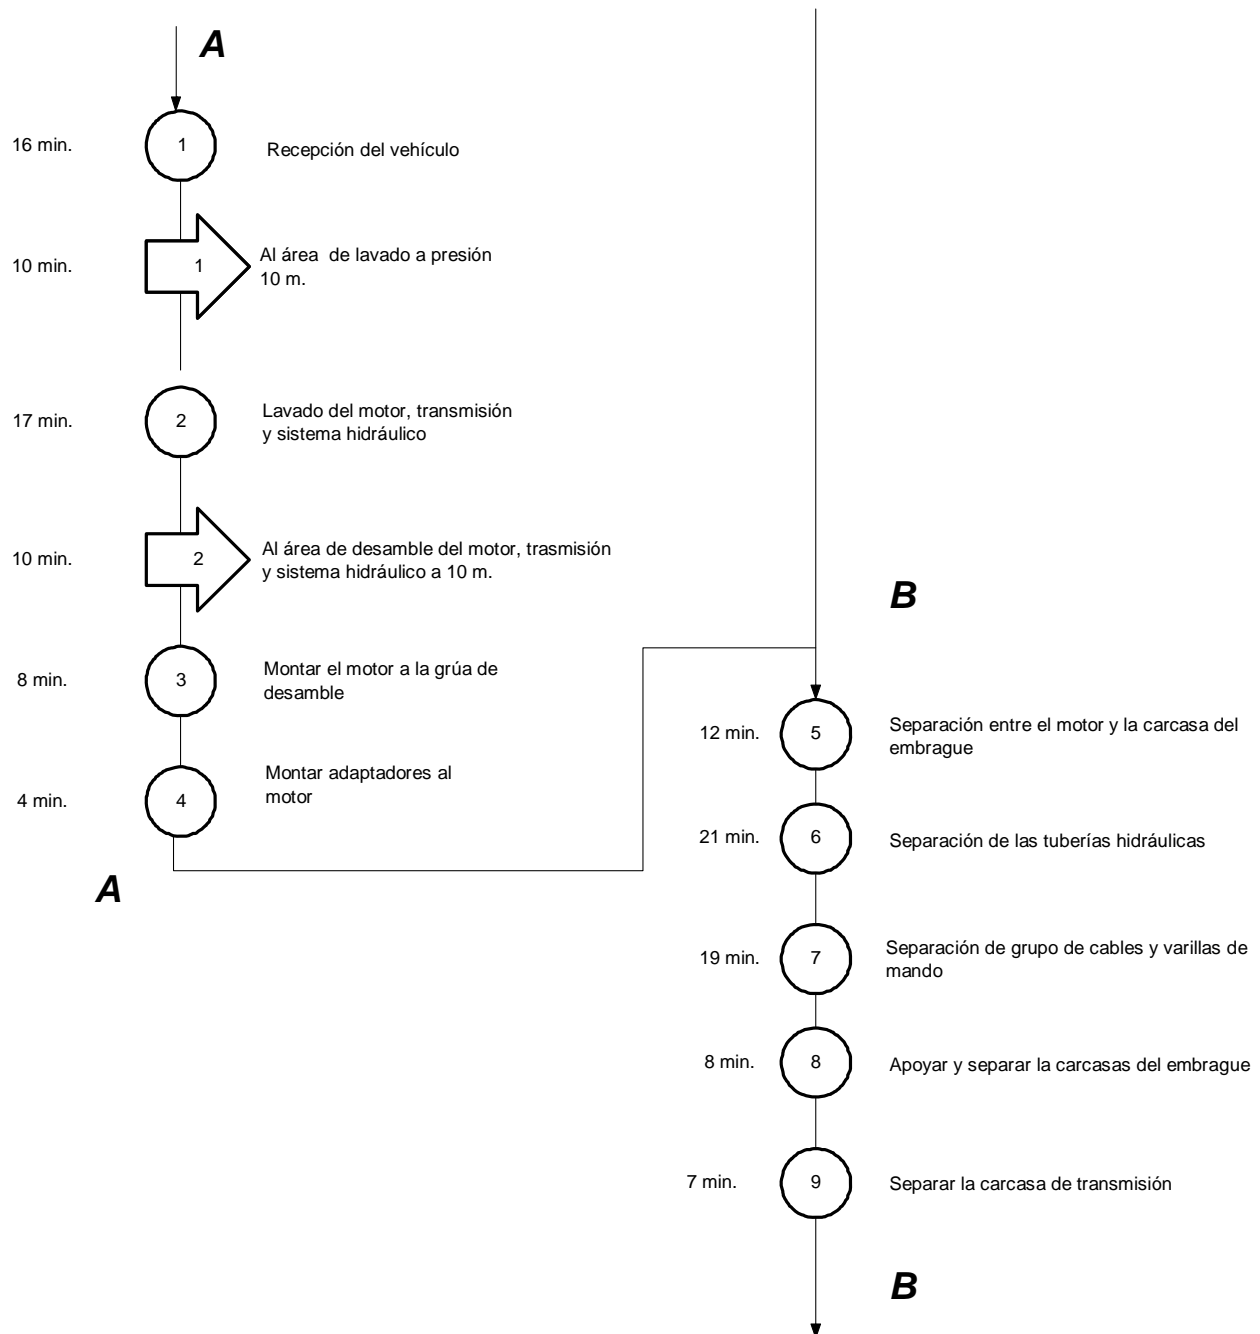 A
16 min.
1
Recepción del vehículo
10 min.
1
Al área de lavado a presión
10 m.
17 min.
2
Lavado del motor, transmisión
y sistema hidráulico
10 min.
2
Al área de desamble del motor, trasmisión
y sistema hidráulico a 10 m.
8 min.
3
Montar el motor a la grúa de
desamble
4 min.
4
Montar adaptadores al
motor
A
B
12 min.
5
Separación entre el motor y la carcasa del
embrague
21 min.
6
Separación de las tuberías hidráulicas
19 min.
7
Separación de grupo de cables y varillas de
mando
8 min.
8
Apoyar y separar la carcasas del embrague
7 min.
9
Separar la carcasa de transmisión
B